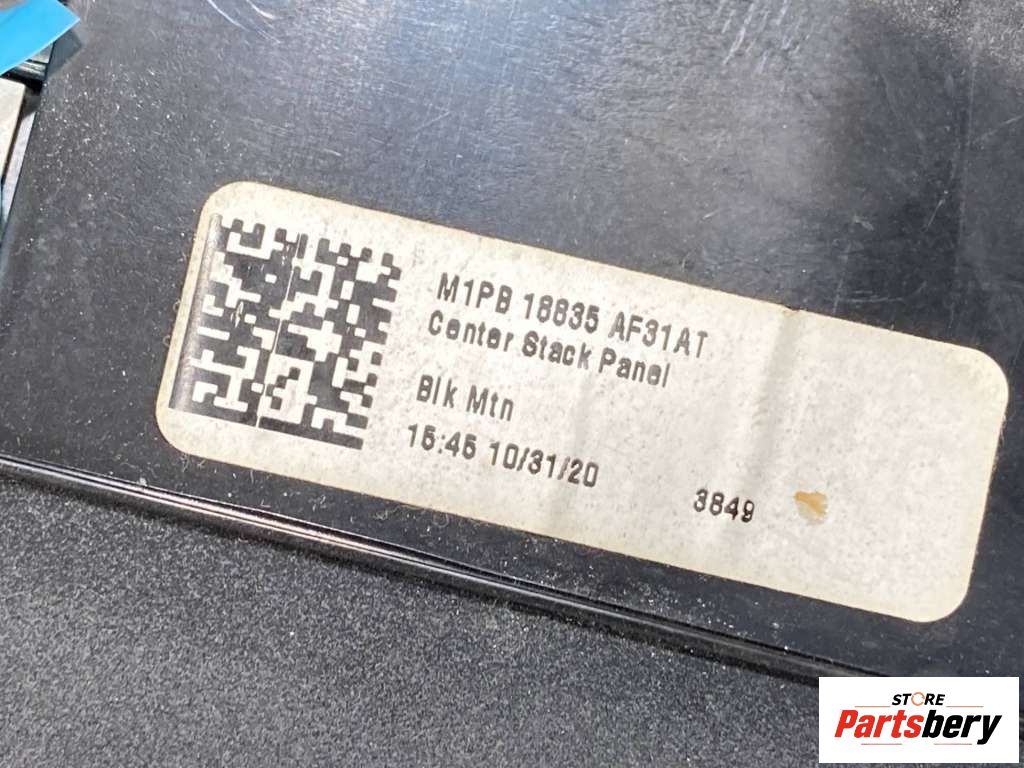 M1PB 18835 AF31AT
Center Stack Panel
Blk Mtn
15:45 10/31/20
3849
STORE
Partsbery